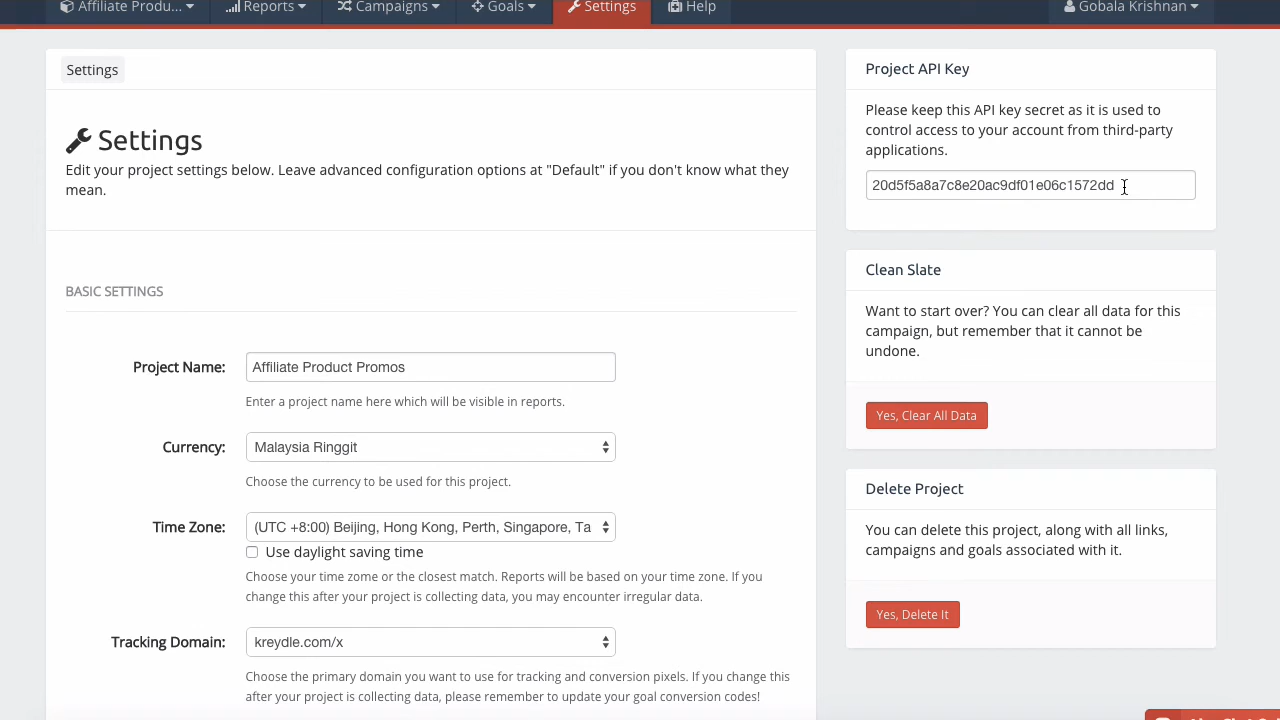 Affiliate Produ... Reports Campaigns Goals Settings Help Gobala Krishnan
Settings
Settings
Edit your project settings below. Leave advanced configuration options at "Default" if you don't know what they
mean.
BASIC SETTINGS
Project Name: Affiliate Product Promos
Enter a project name here which will be visible in reports.
Currency: Malaysia Ringgit
Choose the currency to be used for this project.
Time Zone: (UTC +8:00) Beijing, Hong Kong, Perth, Singapore, Ta
Use daylight saving time
Choose your time zome or the closest match. Reports will be based on your time zone. If you
change this after your project is collecting data, you may encounter irregular data.
Tracking Domain: kreydle.com/x
Choose the primary domain you want to use for tracking and conversion pixels. If you change this
after your project is collecting data, please remember to update your goal conversion codes!
Project API Key
Please keep this API key secret as it is used to
control access to your account from third-party
applications.
20d5f5a8a7c8e20ac9df01e06c1572dd
Clean Slate
Want to start over? You can clear all data for this
campaign, but remember that it cannot be
undone.
Yes, Clear All Data
Delete Project
You can delete this project, along with all links,
campaigns and goals associated with it.
Yes, Delete It